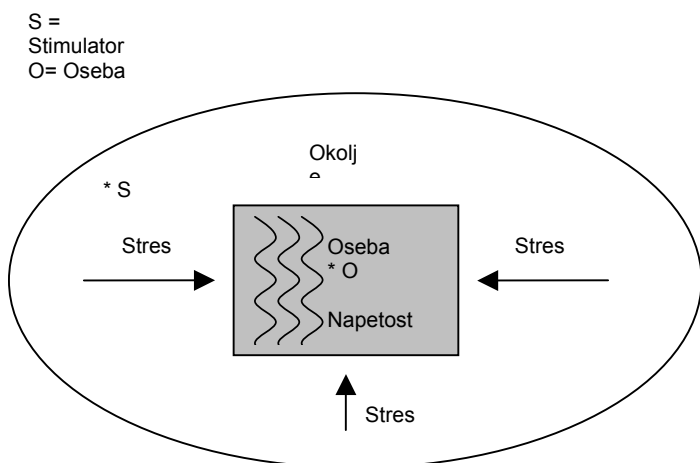 S =
Stimulator
O= Oseba
Okolj
* S
Stres
Oseba
* O
Stres
Napetost
Stres